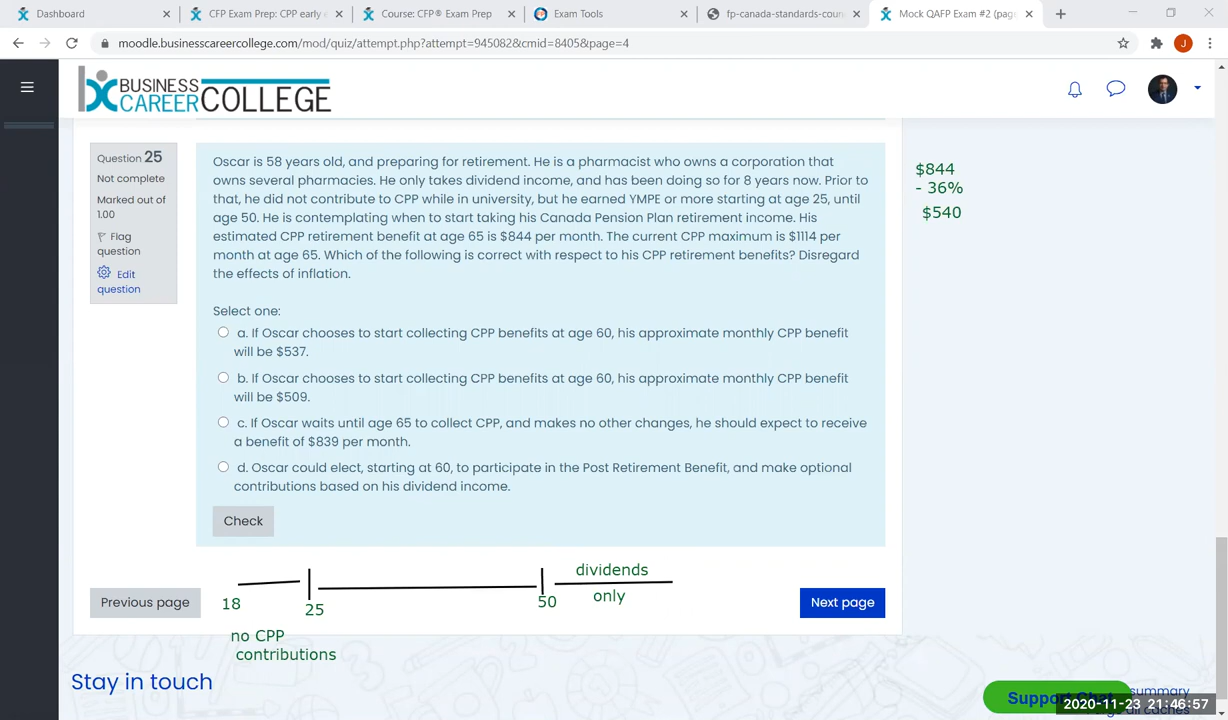 Dashboard
CFP Exam Prep: CPP early e
Course: CFP® Exam Prep
Exam Tools
fp-canada-standards-coun
Mock QAFP Exam #2 (pag
moodle.businesscareercollege.com/mod/quiz/attempt.php?attempt=945082&cmid=8405&page=4
J
BUSINESS
CAREER COLLEGE
Question 25
Not complete
Marked out of
1.00
Flag
question
Edit
question
Oscar is 58 years old, and preparing for retirement. He is a pharmacist who owns a corporation that
owns several pharmacies. He only takes dividend income, and has been doing so for 8 years now. Prior to
that, he did not contribute to CPP while in university, but he earned YMPE or more starting at age 25, until
age 50. He is contemplating when to start taking his Canada Pension Plan retirement income. His
estimated CPP retirement benefit at age 65 is $844 per month. The current CPP maximum is $1114 per
month at age 65. Which of the following is correct with respect to his CPP retirement benefits? Disregard
the effects of inflation.
Select one:
a. If Oscar chooses to start collecting CPP benefits at age 60, his approximate monthly CPP benefit
will be $537.
b. If Oscar chooses to start collecting CPP benefits at age 60, his approximate monthly CPP benefit
will be $509.
c. If Oscar waits until age 65 to collect CPP, and makes no other changes, he should expect to receive
a benefit of $839 per month.
d. Oscar could elect, starting at 60, to participate in the Post Retirement Benefit, and make optional
contributions based on his dividend income.
Check
$844
- 36%
$540
dividends
only
18
25
50
no CPP
contributions
Previous page
Next page
Stay in touch
Support Chat
summary
2020-11-23 21:46:57